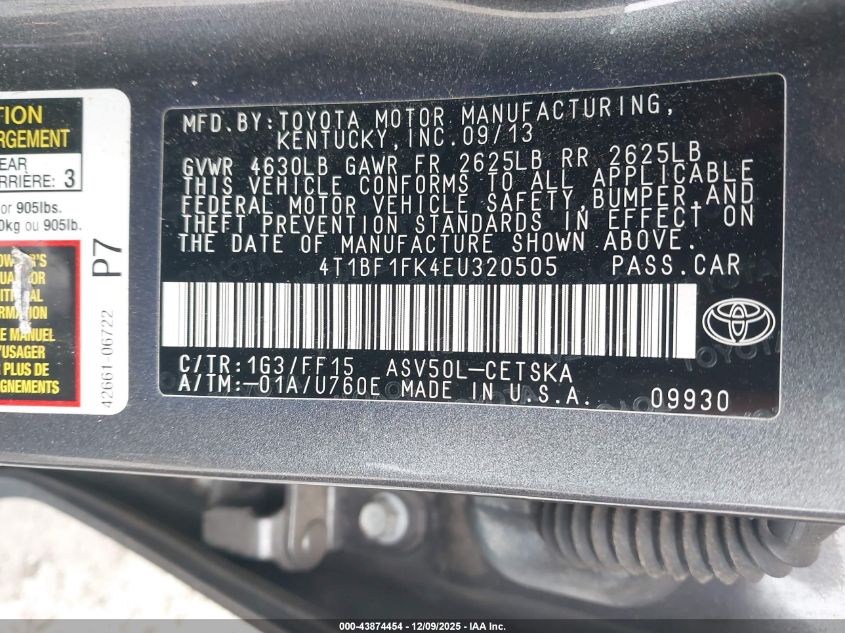 TION
ARGEMENT
EAR
ARRIÈRE: 3
or 905lbs.
0kg ou 905lb.
OWNER'S
MANUEL
USAGER
PLUS DE
GNEMENTS
P7
42661-06722
MFD.BY:TOYOTA MOTOR MANUFACTURING,
KENTUCKY,INC.09/13
GVWR 4630LB GAWR FR 2625LB RR 2625LB
THIS VEHICLE CONFORMS TO ALL APPLICABLE
FEDERAL MOTOR VEHICLE SAFETY,BUMPER,AND
THEFT PREVENTION STANDARDS IN EFFECT ON
THE DATE OF MANUFACTURE SHOWN ABOVE.
4T1BF1FK4EU320505 PASS.CAR
C/TR:1G3/FF15 ASV50L-CETSKA
A/TM:-01A/U760E MADE IN U.S.A. 09930
000-43874454 | 12/09/2025 - IAA Inc.